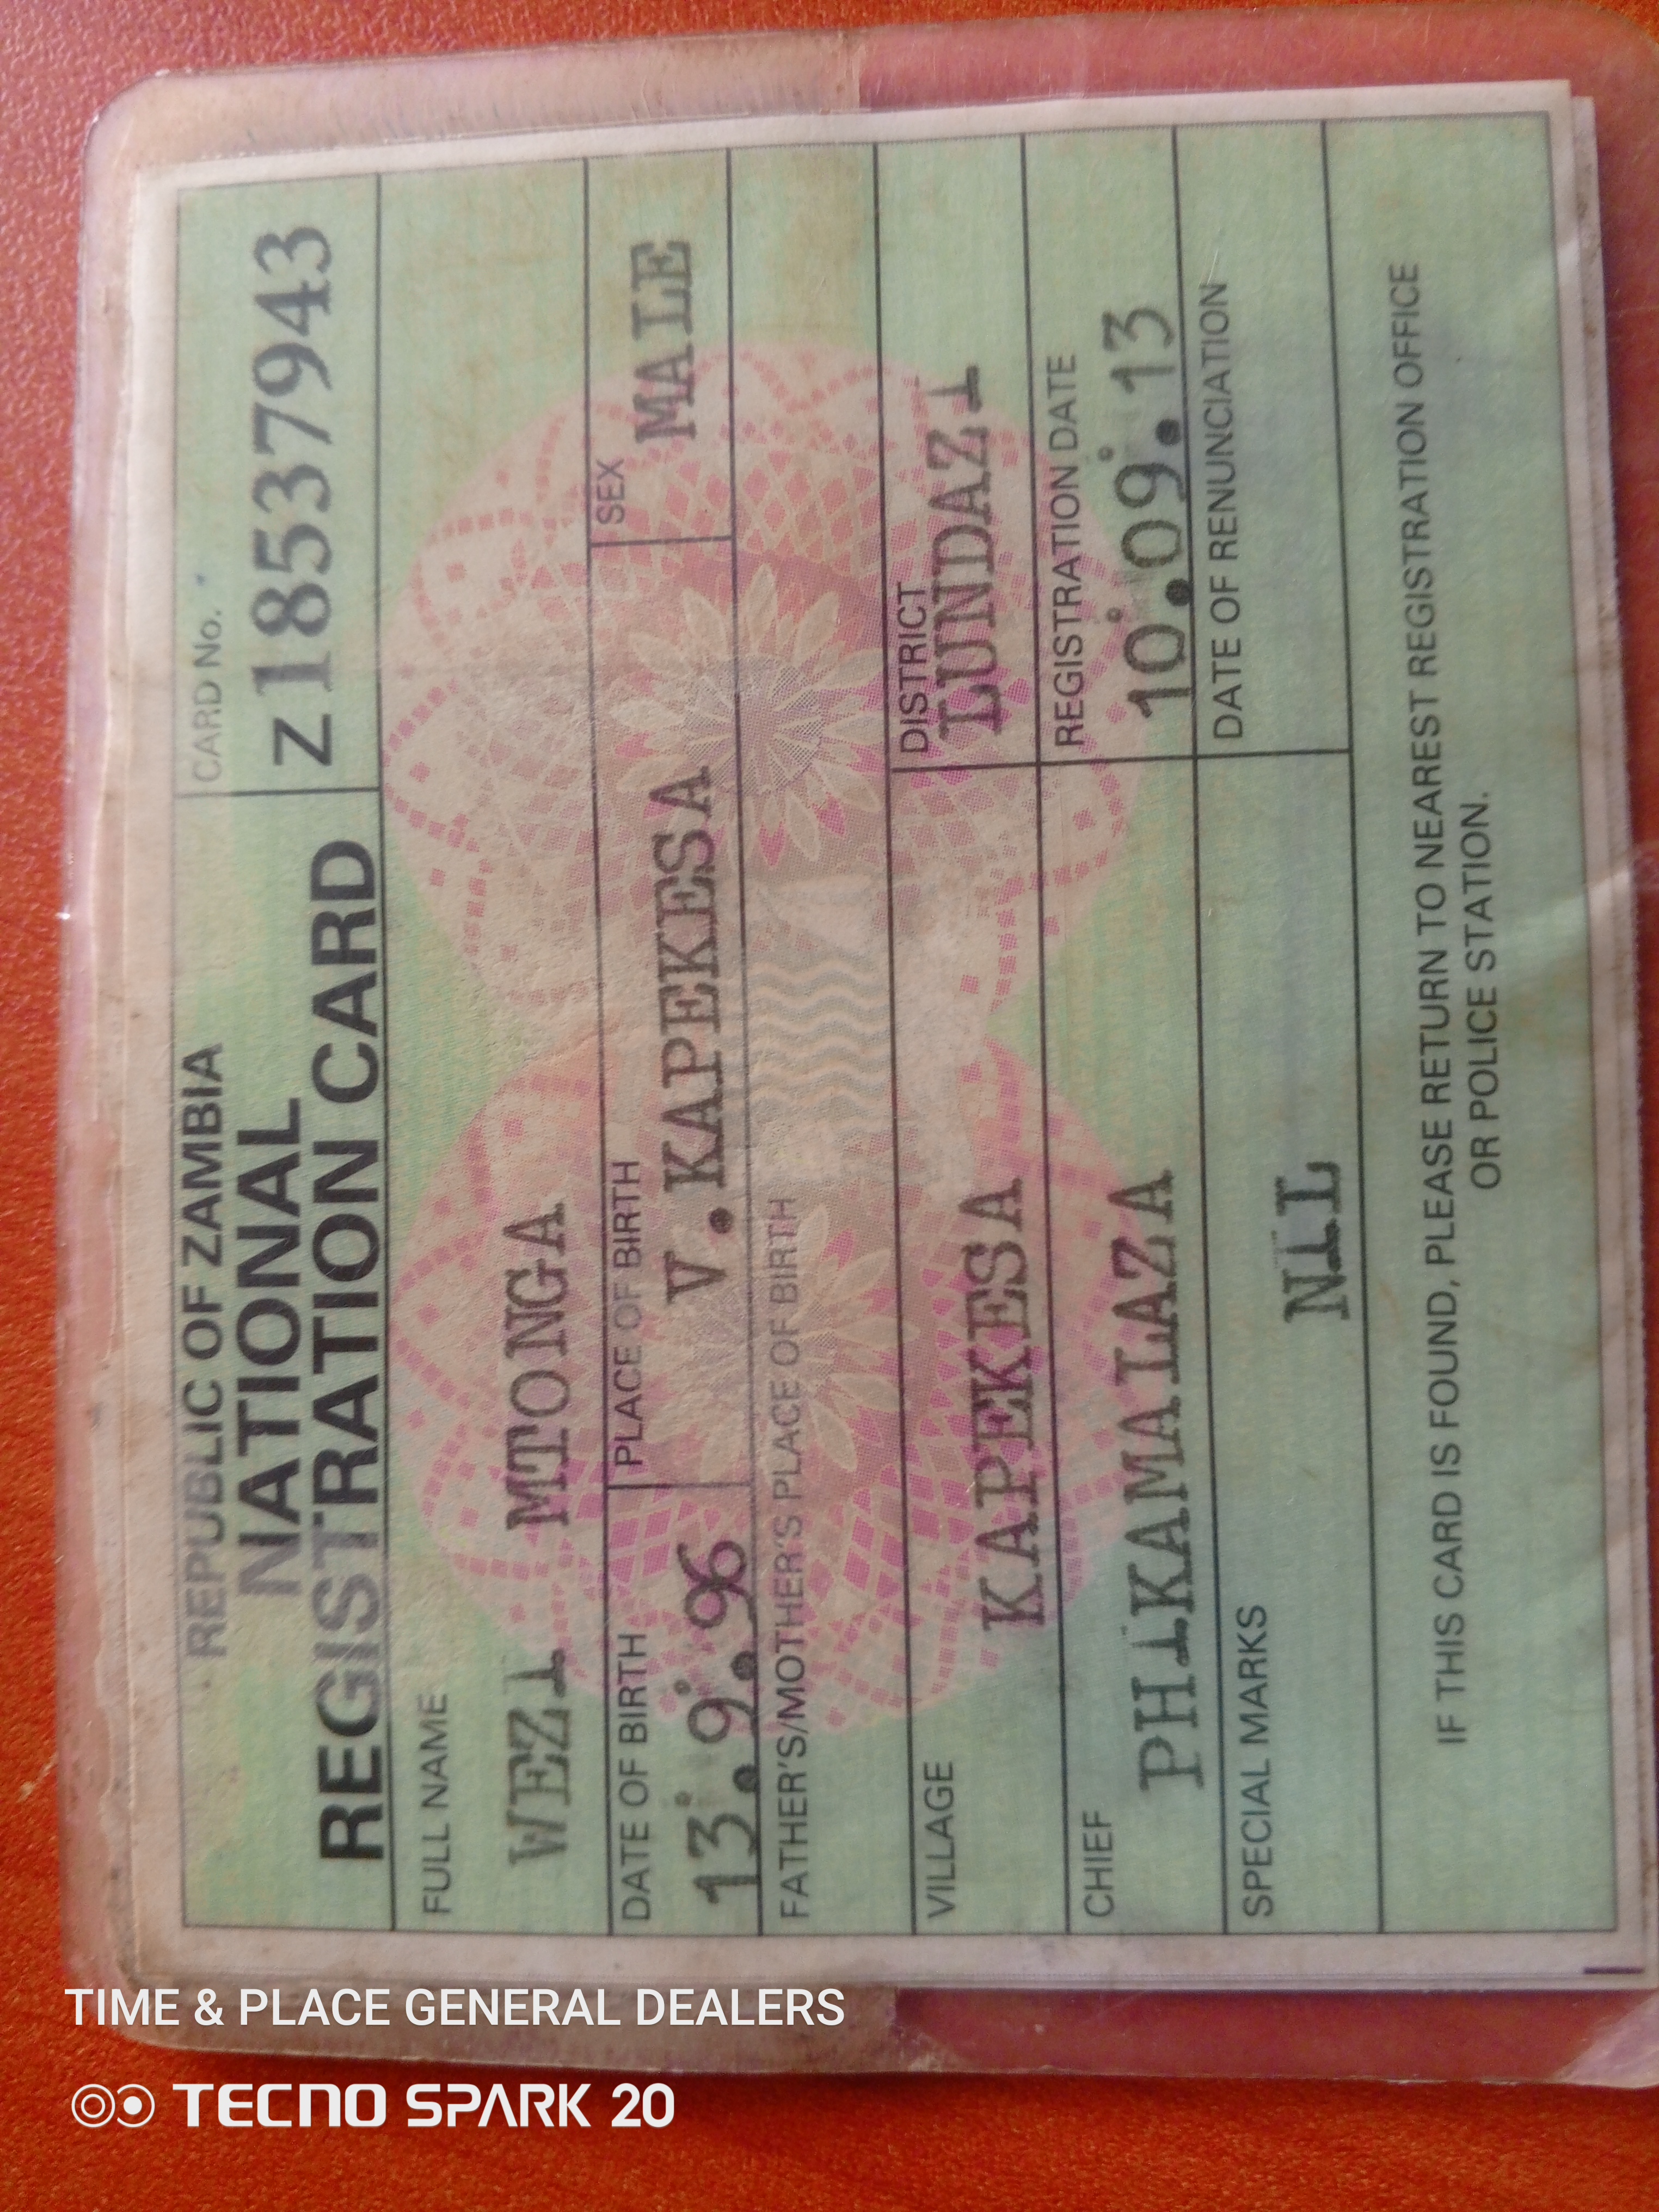 REPUBLIC OF ZAMBIA
NATIONAL
REGISTRATION CARD
CARD No.
Z 18537943
FULL NAME
WEZI MTONGA
DATE OF BIRTH
13.9.96
PLACE OF BIRTH
V.KAPEKESA
SEX
MALE
FATHER'S/MOTHER'S PLACE OF BIRTH
VILLAGE
KAPEKESA
DISTRICT
LUNDAZI
CHIEF
PHIKAMALAZA
REGISTRATION DATE
10.09.13
SPECIAL MARKS
NIL
DATE OF RENUNCIATION
IF THIS CARD IS FOUND, PLEASE RETURN TO NEAREST REGISTRATION OFFICE
OR POLICE STATION.
TIME & PLACE GENERAL DEALERS
TECNO SPARK 20